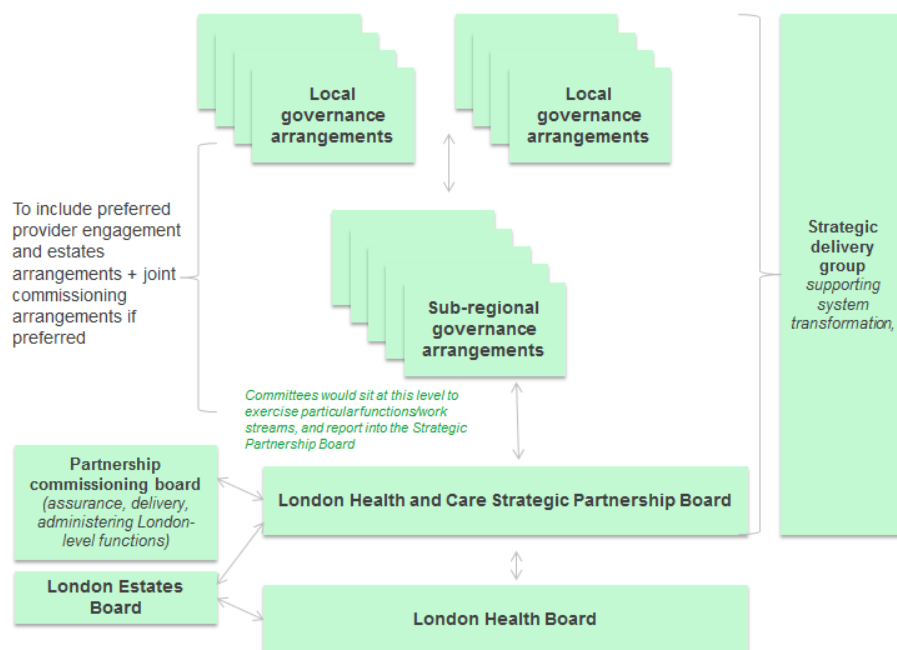 Local
governance
arrangements
Local
governance
arrangements
To include preferred
provider engagement
and estates
arrangements + joint
commissioning
arrangements if
preferred
Strategic
delivery
group
supporting
system
transformation,
Sub-regional
governance
arrangements
Committees would sit at this level to
exercise particular functions/work
streams, and report into the Strategic
Partnership Board
Partnership
commissioning board
(assurance, delivery,
administering London-
level functions)
London Health and Care Strategic Partnership Board
London Estates
Board
London Health Board